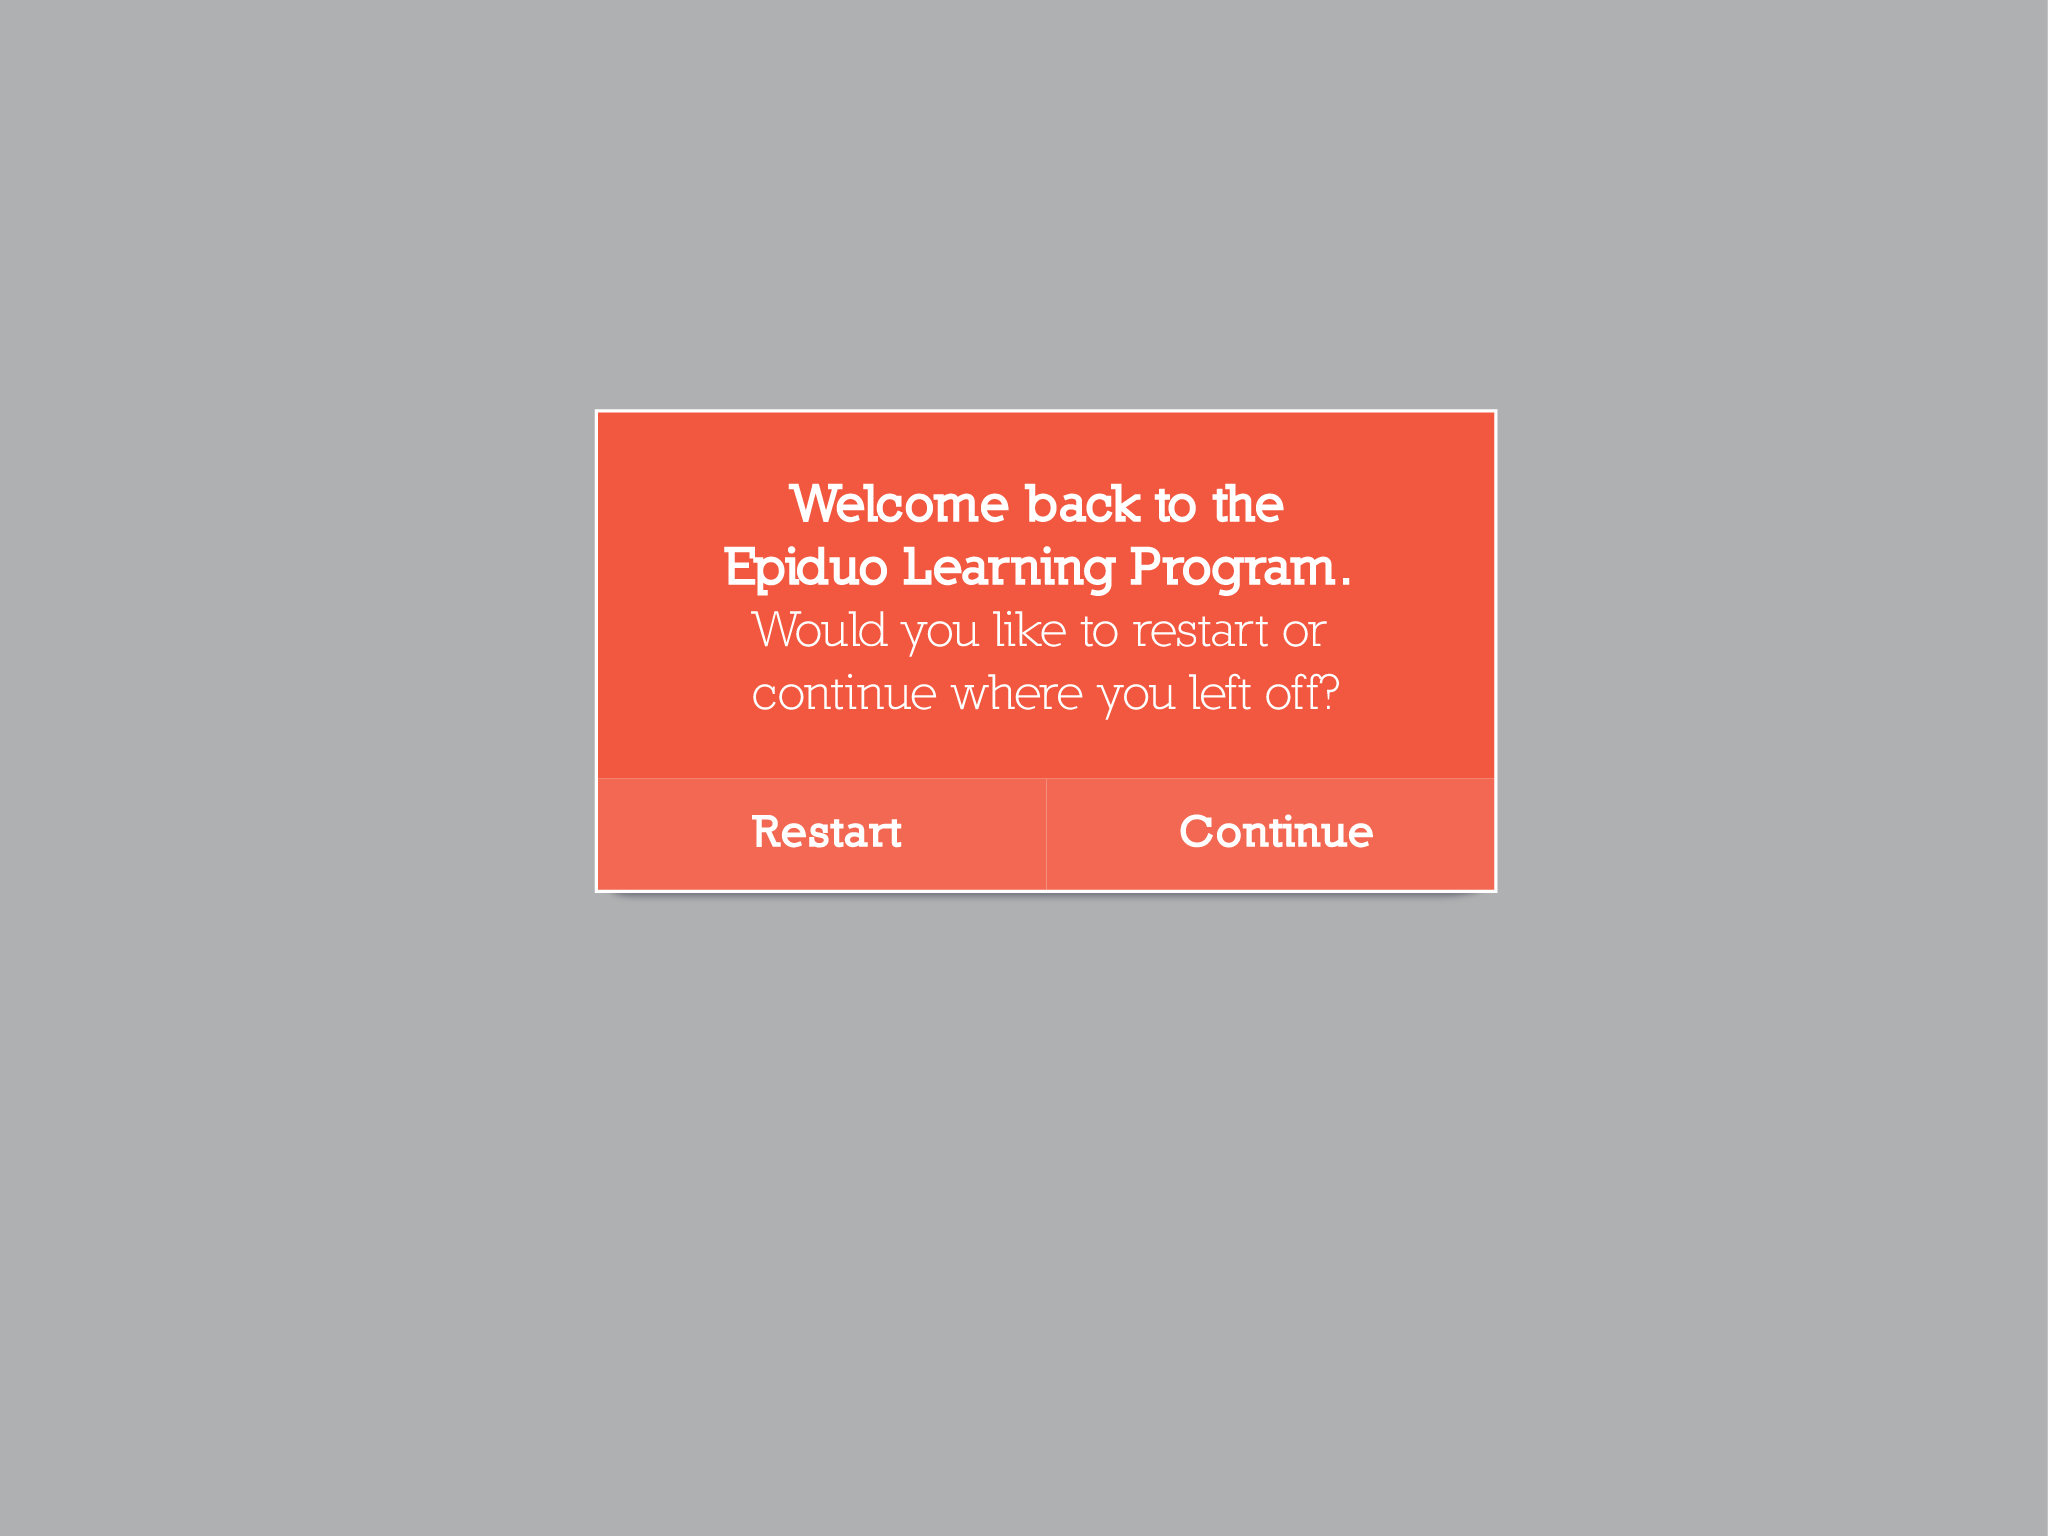 Welcome back to the
Epiduo Learning Program.
Would you like to restart or
continue where you left off?
Restart
Continue